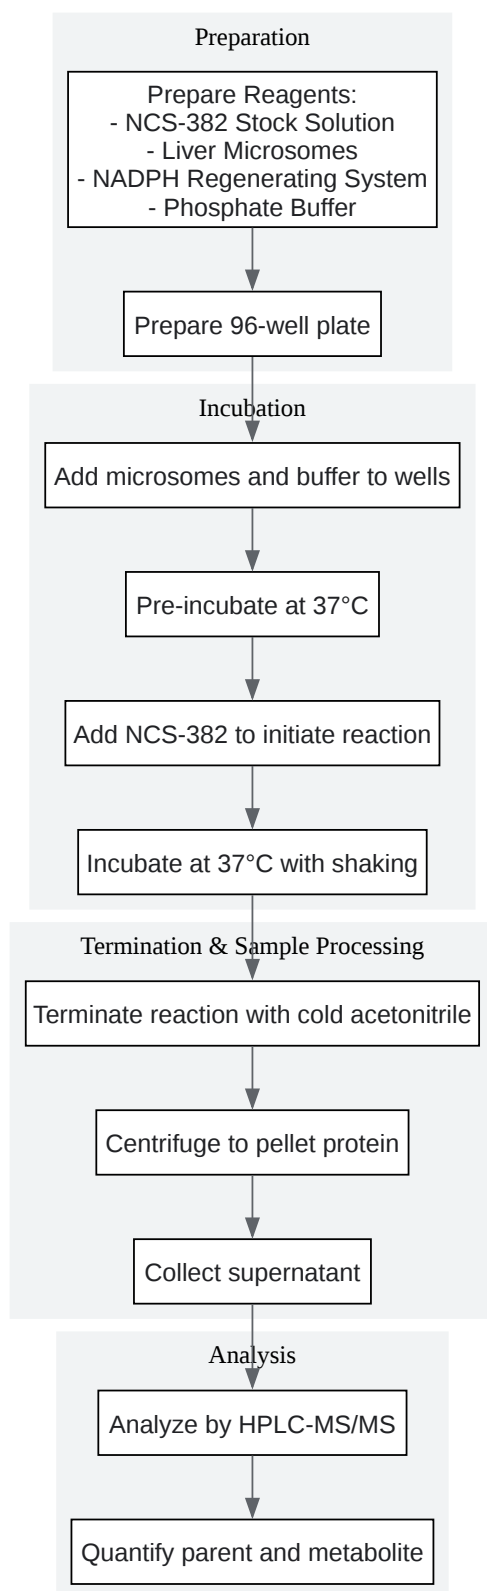 Preparation
Prepare Reagents:
- NCS-382 Stock Solution
- Liver Microsomes
- NADPH Regenerating System
- Phosphate Buffer
Prepare 96-well plate
Incubation
Add microsomes and buffer to wells
Pre-incubate at 37°C
Add NCS-382 to initiate reaction
Incubate at 37°C with shaking
Termination & Sample Processing
Terminate reaction with cold acetonitrile
Centrifuge to pellet protein
Collect supernatant
Analysis
Analyze by HPLC-MS/MS
Quantify parent and metabolite